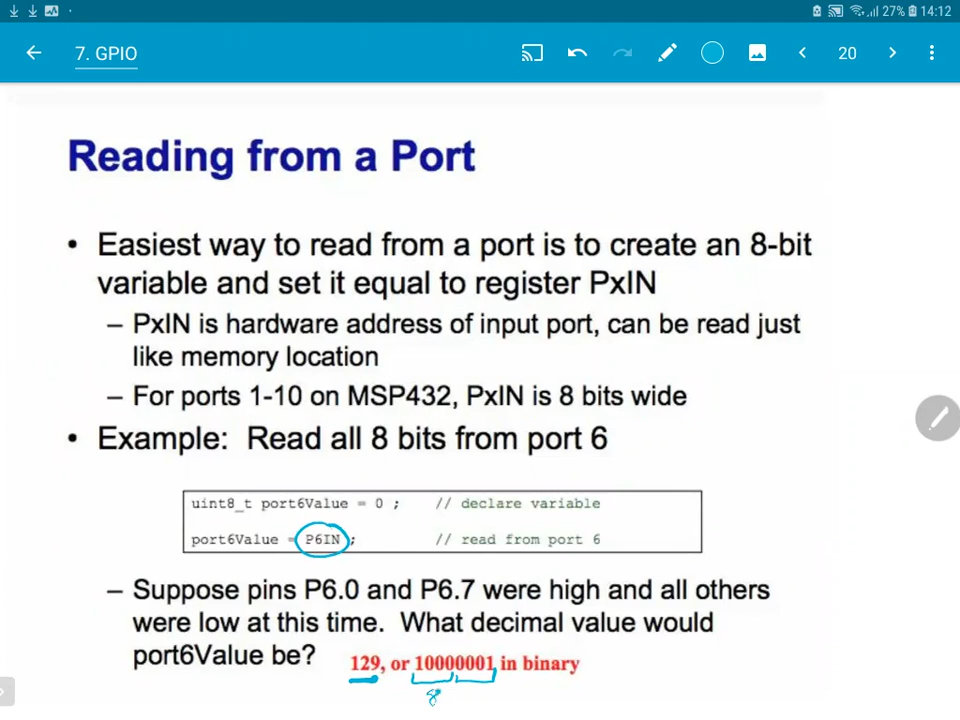 27% 14:12
7. GPIO
20
Reading from a Port
• Easiest way to read from a port is to create an 8-bit
variable and set it equal to register PxIN
– PxIN is hardware address of input port, can be read just
like memory location
– For ports 1-10 on MSP432, PxIN is 8 bits wide
• Example: Read all 8 bits from port 6
uint8_t port6Value = 0 ; // declare variable
port6Value = P6IN ; // read from port 6
– Suppose pins P6.0 and P6.7 were high and all others
were low at this time. What decimal value would
port6Value be? 129, or 10000001 in binary
8